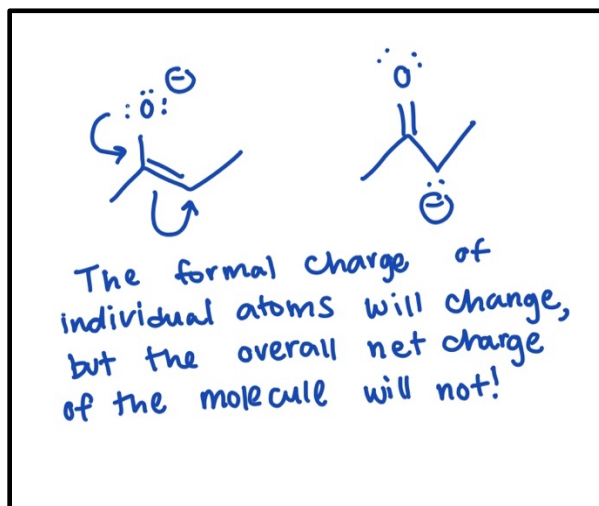 :Ö: ⊖
O
⊖
The formal charge of
individual atoms will change,
but the overall net charge
of the molecule will not!